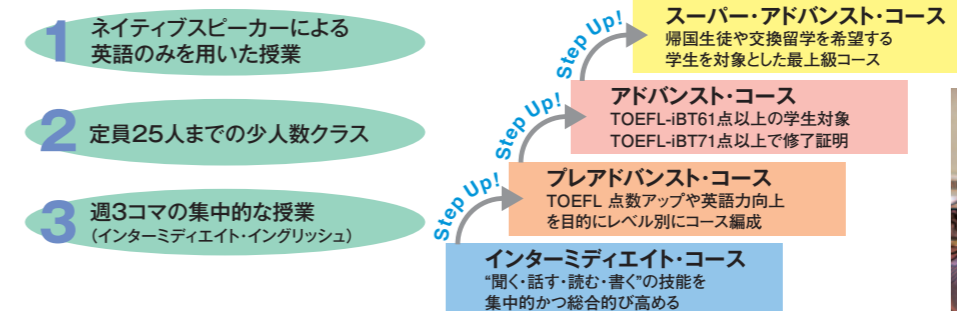 1
ネイティブスピーカーによる
英語のみを用いた授業
2
定員25人までの少人数クラス
3
週3コマの集中的な授業
（インターミディエイト・イングリッシュ）
Step Up!
スーパー・アドバンスト・コース
帰国生徒や交換留学を希望する
学生を対象とした最上級コース
Step Up!
アドバンスト・コース
TOEFL-iBT61点以上の学生対象
TOEFL-iBT71点以上で修了証明
Step Up!
プレアドバンスト・コース
TOEFL 点数アップや英語力向上
を目的にレベル別にコース編成
インターミディエイト・コース
“聞く・話す・読む・書く”の技能を
集中的かつ総合的び高める